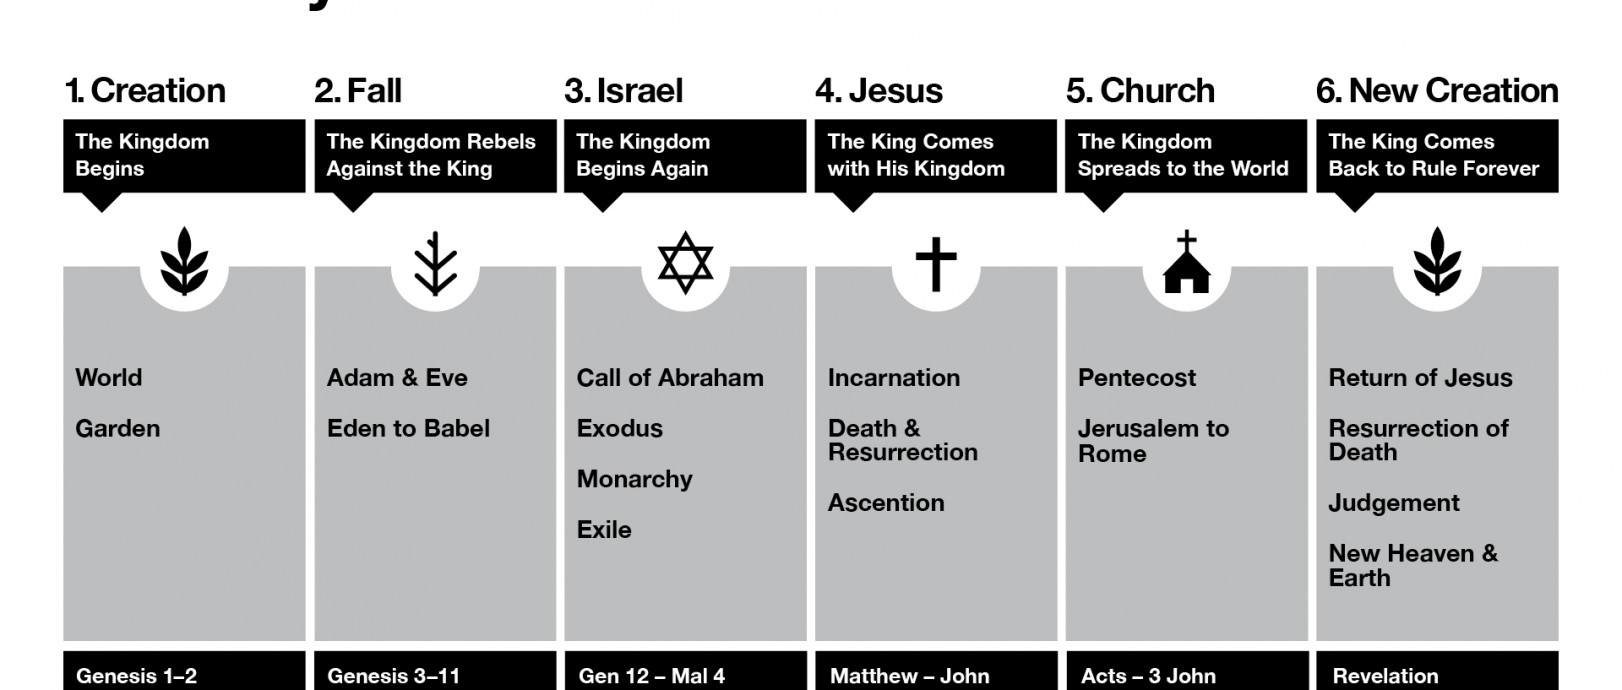 1. Creation
The Kingdom
Begins
World
Garden
Genesis 1–2
2. Fall
The Kingdom Rebels
Against the King
Adam & Eve
Eden to Babel
Genesis 3–11
3. Israel
The Kingdom
Begins Again
Call of Abraham
Exodus
Monarchy
Exile
Gen 12 – Mal 4
4. Jesus
The King Comes
with His Kingdom
Incarnation
Death &
Resurrection
Ascention
Matthew – John
5. Church
The Kingdom
Spreads to the World
Pentecost
Jerusalem to
Rome
Acts – 3 John
6. New Creation
The King Comes
Back to Rule Forever
Return of Jesus
Resurrection of
Death
Judgement
New Heaven &
Earth
Revelation